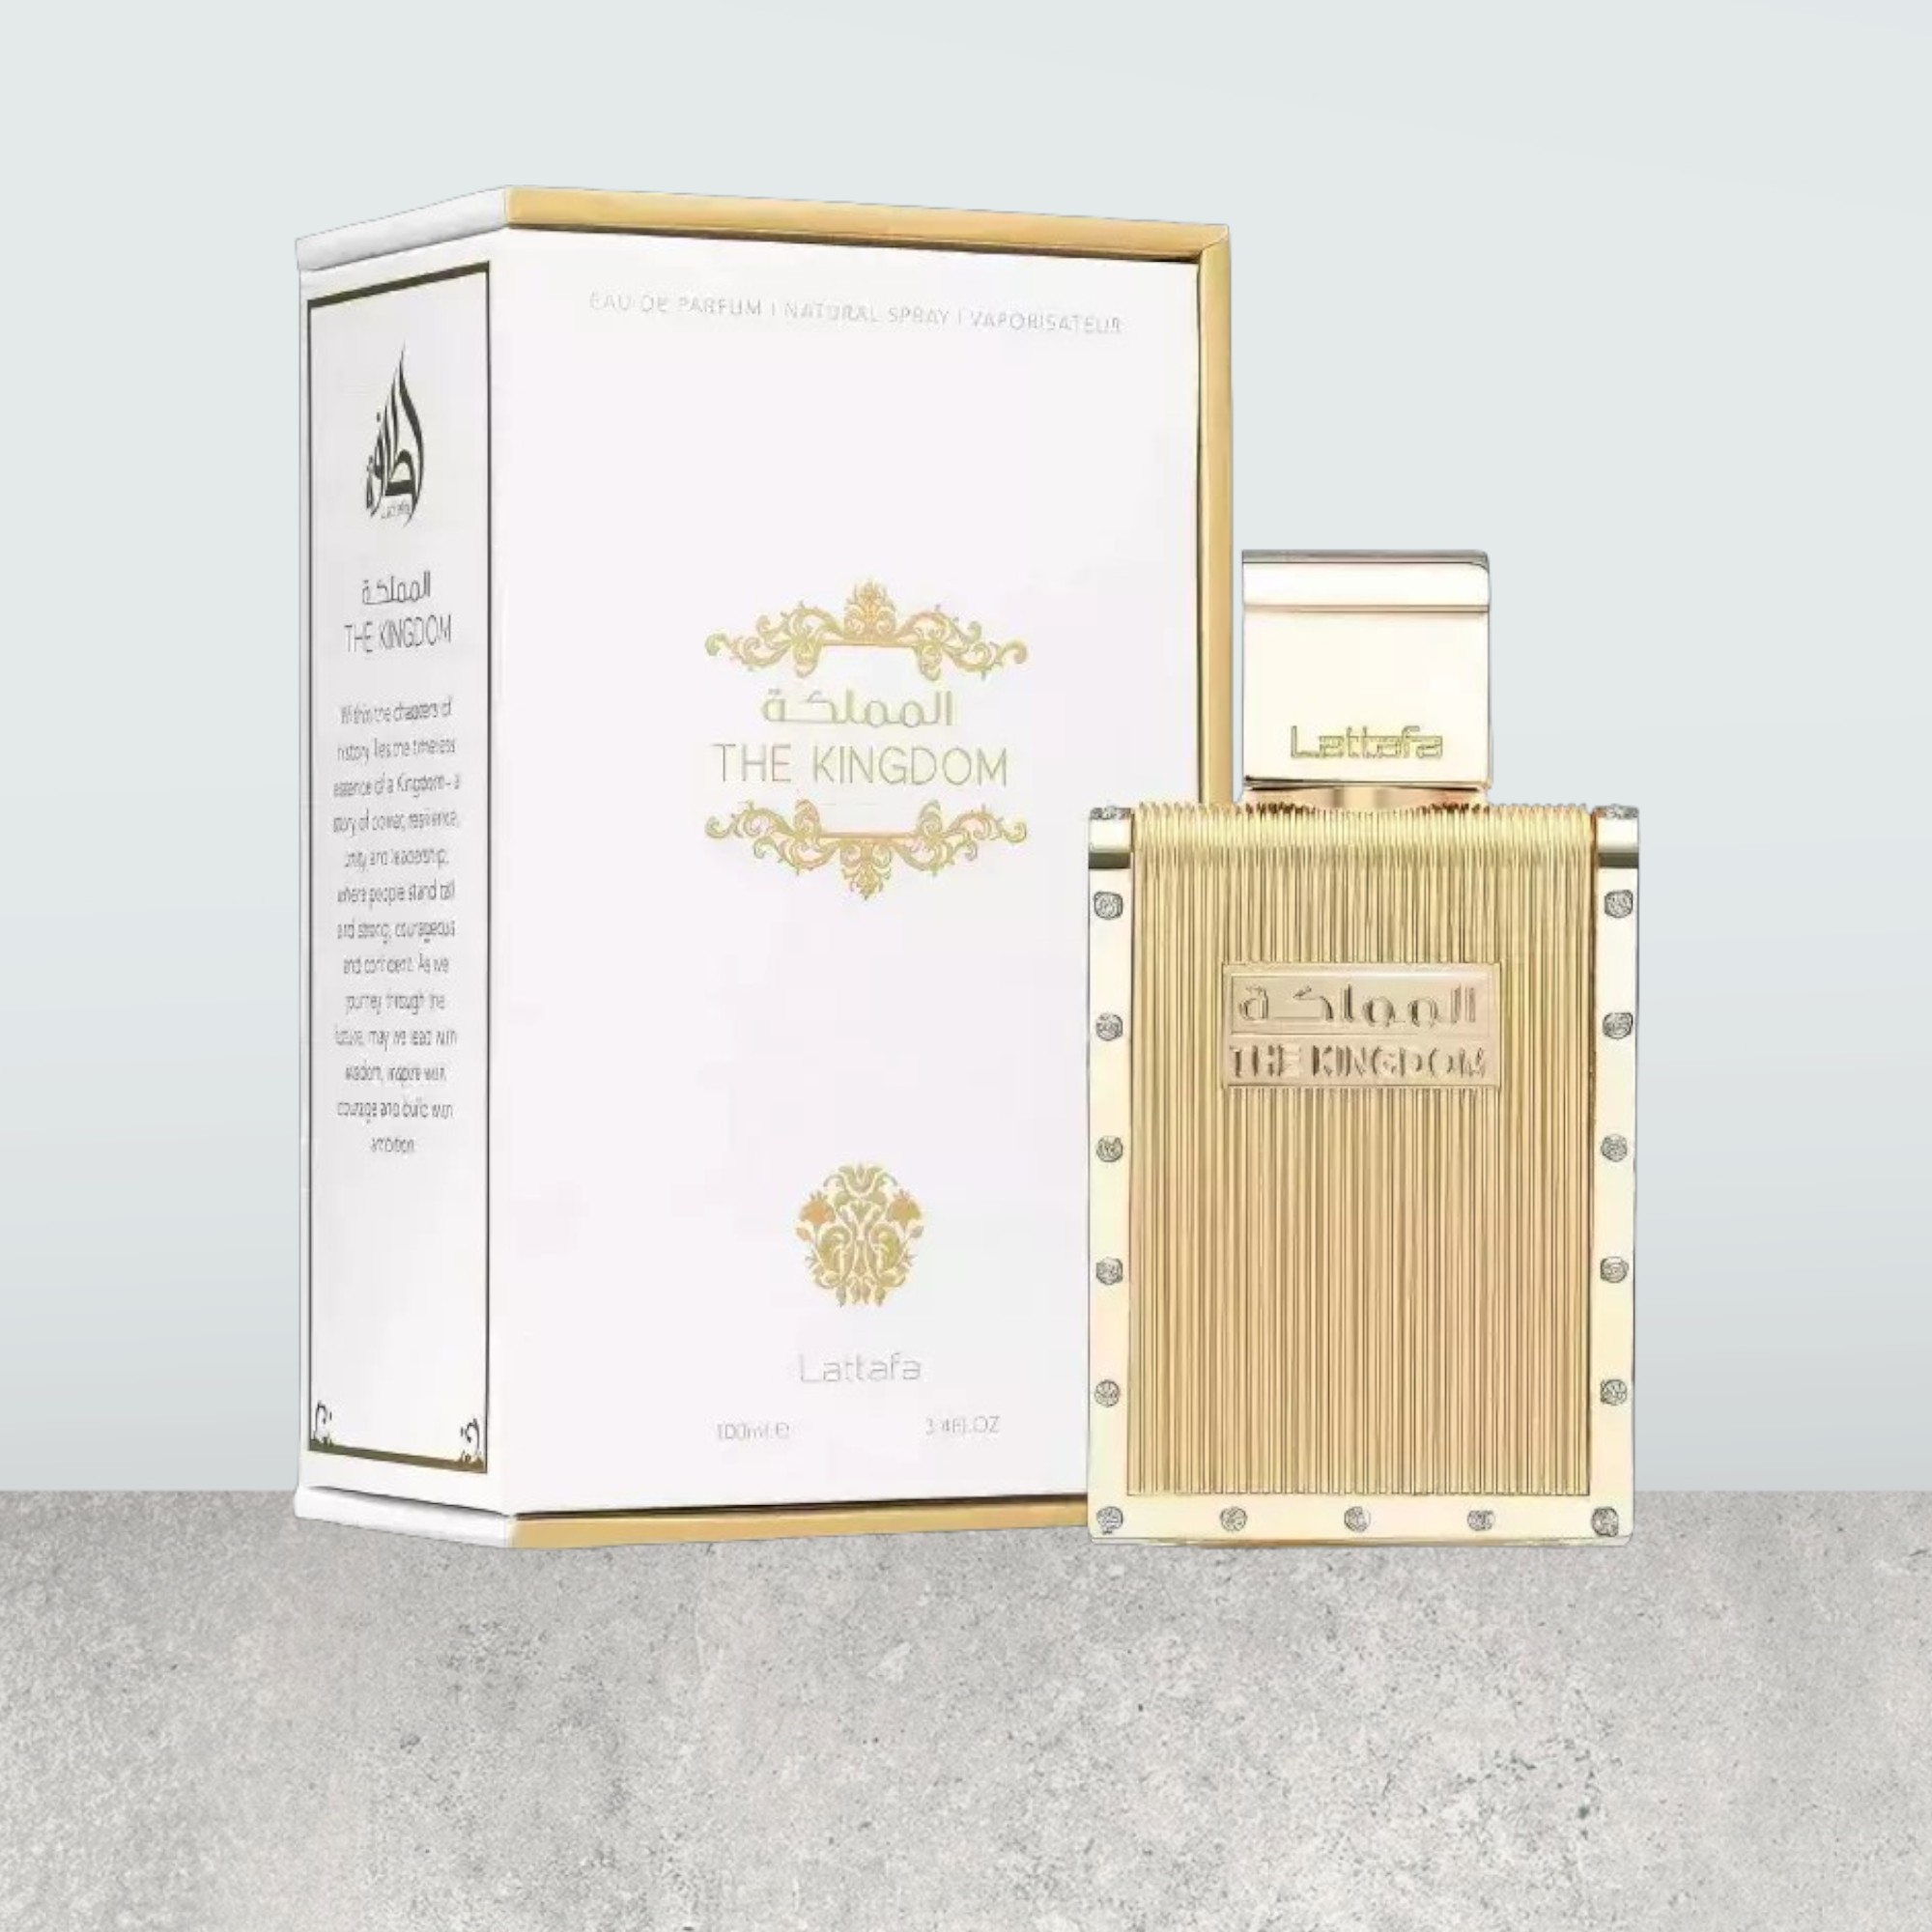 EAU DE PARFUM | NATURAL SPRAY | VAPORISATEUR
المملكة
THE KINGDOM
Lattafa
100ml e 3.4Fl.OZ
لطافة
Lattafa
المملكة
THE KINGDOM
Within the chapters of
history lies the timeless
essence of a Kingdom - a
story of power, resilience,
unity and leadership,
where people stand tall
and strong, courageous
and confident. As we
journey through the
future, may we lead with
wisdom, inspire with
courage and build with
ambition.
Lattafa
المملكة
THE KINGDOM